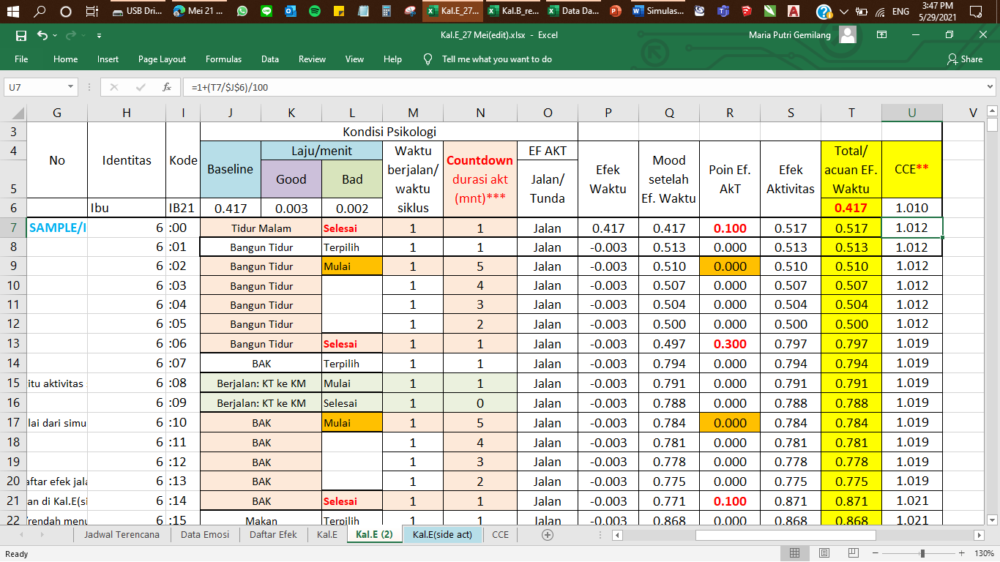 USB Dri... Mei 21 ... Kal.E_27... Kal.B_re... Data Da... Simulas... ENG 3:47 PM 5/29/2021
Kal.E_27 Mei(edit).xlsx - Excel Maria Putri Gemilang
File Home Insert Page Layout Formulas Data Review View Help Tell me what you want to do Share
U7 fx =1+(T7/$J$6)/100
G H I J K L M N O P Q R S T U V
3 Kondisi Psikologi
4 No Identitas Kode Baseline Laju/menit Waktu berjalan/ waktu siklus Countdown durasi akt (mnt)*** EF AKT Efek Waktu Mood setelah Ef. Waktu Poin Ef. AkT Efek Aktivitas Total/ acuan EF. Waktu CCE**
5 Good Bad Jalan/ Tunda
6 Ibu IB21 0.417 0.003 0.002 0.417 1.010
7 SAMPLE/I 6 :00 Tidur Malam Selesai 1 1 Jalan 0.417 0.417 0.100 0.517 0.517 1.012
8 6 :01 Bangun Tidur Terpilih 1 1 Jalan -0.003 0.513 0.000 0.513 0.513 1.012
9 6 :02 Bangun Tidur Mulai 1 5 Jalan -0.003 0.510 0.000 0.510 0.510 1.012
10 6 :03 Bangun Tidur 1 4 Jalan -0.003 0.507 0.000 0.507 0.507 1.012
11 6 :04 Bangun Tidur 1 3 Jalan -0.003 0.504 0.000 0.504 0.504 1.012
12 6 :05 Bangun Tidur 1 2 Jalan -0.003 0.500 0.000 0.500 0.500 1.012
13 6 :06 Bangun Tidur Selesai 1 1 Jalan -0.003 0.497 0.300 0.797 0.797 1.019
14 6 :07 BAK Terpilih 1 1 Jalan -0.003 0.794 0.000 0.794 0.794 1.019
15 itu aktivitas 6 :08 Berjalan: KT ke KM Mulai 1 1 Jalan -0.003 0.791 0.000 0.791 0.791 1.019
16 6 :09 Berjalan: KT ke KM Selesai 1 0 Jalan -0.003 0.788 0.000 0.788 0.788 1.019
17 lai dari simu 6 :10 BAK Mulai 1 5 Jalan -0.003 0.784 0.000 0.784 0.784 1.019
18 6 :11 BAK 1 4 Jalan -0.003 0.781 0.000 0.781 0.781 1.019
19 6 :12 BAK 1 3 Jalan -0.003 0.778 0.000 0.778 0.778 1.019
20 aftar efek jala 6 :13 BAK 1 2 Jalan -0.003 0.775 0.000 0.775 0.775 1.019
21 an di Kal.E(si 6 :14 BAK Selesai 1 1 Jalan -0.003 0.771 0.100 0.871 0.871 1.021
22 rendah menu 6 :15 Makan Terpilih 1 1 Jalan -0.003 0.868 0.000 0.868 0.868 1.021
Jadwal Terencana Data Emosi Daftar Efek Kal.E Kal.E (2) Kal.E(side act) CCE
Ready 130%